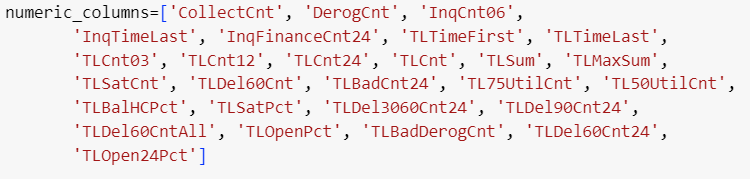 numeric_columns=['CollectCnt', 'DerogCnt', 'InqCnt06',
'InqTimeLast', 'InqFinanceCnt24', 'TLTimeFirst', 'TLTimeLast',
'TLCnt03', 'TLCnt12', 'TLCnt24', 'TLCnt', 'TLSum', 'TLMaxSum',
'TLSatCnt', 'TLDel60Cnt', 'TLBadCnt24', 'TL75UtilCnt', 'TL50UtilCnt',
'TLBalHCPct', 'TLSatPct', 'TLDel3060Cnt24', 'TLDel90Cnt24',
'TLDel60CntAll', 'TLOpenPct', 'TLBadDerogCnt', 'TLDel60Cnt24',
'TLOpen24Pct']